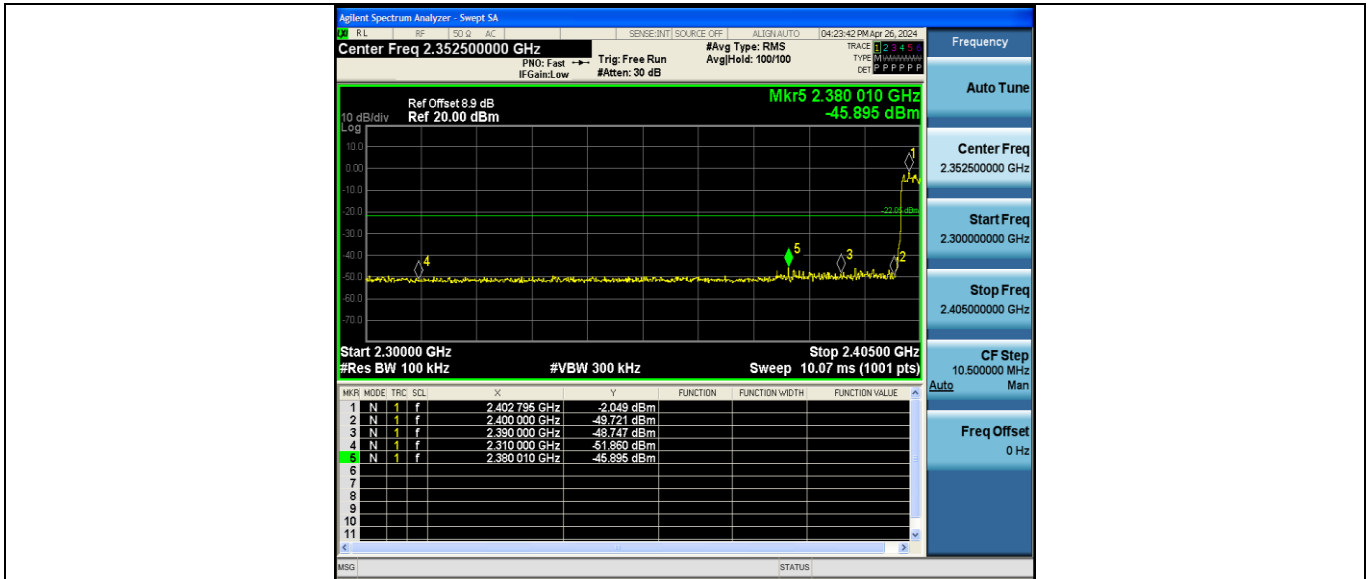 Agilent Spectrum Analyzer - Swept SA
LXI RL RF 50 Ω AC SENSE:INT SOURCE OFF ALIGN AUTO 04:23:42 PM Apr 26, 2024
Center Freq 2.352500000 GHz
PNO: Fast
IFGain:Low
Trig: Free Run
#Atten: 30 dB
#Avg Type: RMS
Avg|Hold: 100/100
TRACE 1 2 3 4 5 6
TYPE MWWWWW
DET P P P P P P
Frequency
Auto Tune
Center Freq
2.352500000 GHz
Start Freq
2.300000000 GHz
Stop Freq
2.405000000 GHz
CF Step
10.500000 MHz
Auto Man
Freq Offset
0 Hz
Mkr5 2.380 010 GHz
-45.895 dBm
Ref Offset 8.9 dB
10 dB/div Ref 20.00 dBm
Log
10.0
0.00
-10.0
-20.0
-30.0
-40.0
-50.0
-60.0
-70.0
1
-22.05 dBm
5
3
2
4
Start 2.30000 GHz Stop 2.40500 GHz
#Res BW 100 kHz #VBW 300 kHz Sweep 10.07 ms (1001 pts)
MKR MODE TRC SCL X Y FUNCTION FUNCTION WIDTH FUNCTION VALUE
1 N 1 f 2.402 795 GHz -2.049 dBm
2 N 1 f 2.400 000 GHz -49.721 dBm
3 N 1 f 2.390 000 GHz -48.747 dBm
4 N 1 f 2.310 000 GHz -51.860 dBm
5 N 1 f 2.380 010 GHz -45.895 dBm
6
7
8
9
10
11
MSG STATUS